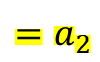 = a₂